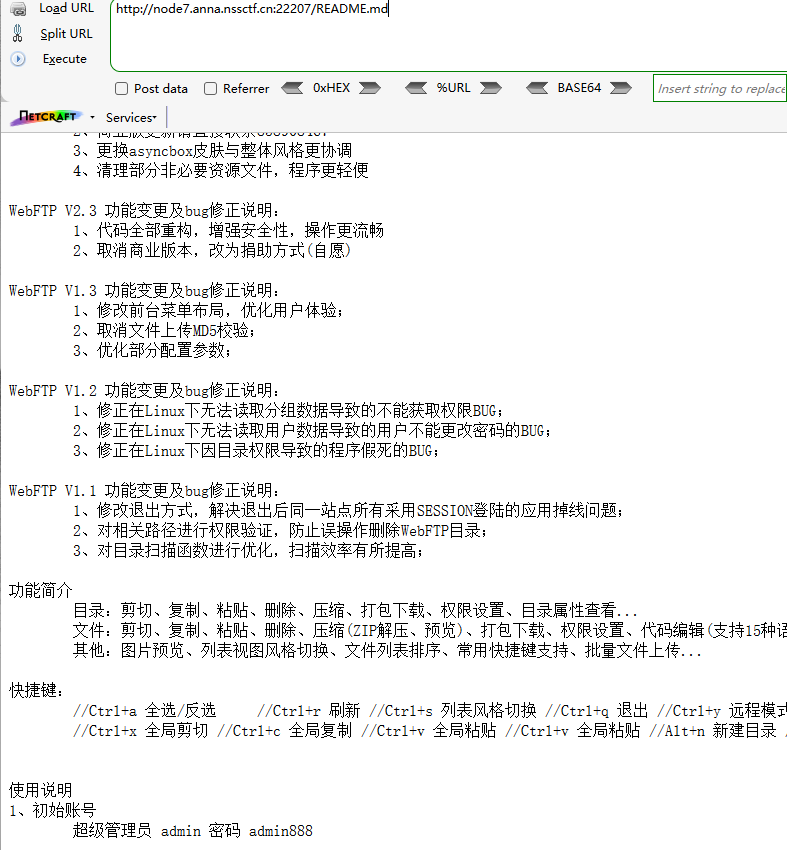 Load URL
http://node7.anna.nssctf.cn:22207/README.md
Split URL
Execute
Post data Referrer 0xHEX %URL BASE64 Insert string to replace
NETCRAFT Services
3、更换asyncbox皮肤与整体风格更协调
4、清理部分非必要资源文件，程序更轻便
WebFTP V2.3 功能变更及bug修正说明：
1、代码全部重构，增强安全性，操作更流畅
2、取消商业版本，改为捐助方式(自愿)
WebFTP V1.3 功能变更及bug修正说明：
1、修改前台菜单布局，优化用户体验；
2、取消文件上传MD5校验；
3、优化部分配置参数；
WebFTP V1.2 功能变更及bug修正说明：
1、修正在Linux下无法读取分组数据导致的不能获取权限BUG；
2、修正在Linux下无法读取用户数据导致的用户不能更改密码的BUG；
3、修正在Linux下因目录权限导致的程序假死的BUG；
WebFTP V1.1 功能变更及bug修正说明：
1、修改退出方式，解决退出后同一站点所有采用SESSION登陆的应用掉线问题；
2、对相关路径进行权限验证，防止误操作删除WebFTP目录；
3、对目录扫描函数进行优化，扫描效率有所提高；
功能简介
目录：剪切、复制、粘贴、删除、压缩、打包下载、权限设置、目录属性查看...
文件：剪切、复制、粘贴、删除、压缩(ZIP解压、预览)、打包下载、权限设置、代码编辑(支持15种语
其他：图片预览、列表视图风格切换、文件列表排序、常用快捷键支持、批量文件上传...
快捷键：
//Ctrl+a 全选/反选 //Ctrl+r 刷新 //Ctrl+s 列表风格切换 //Ctrl+q 退出 //Ctrl+y 远程模式
//Ctrl+x 全局剪切 //Ctrl+c 全局复制 //Ctrl+v 全局粘贴 //Ctrl+v 全局粘贴 //Alt+n 新建目录 /
使用说明
1、初始账号
超级管理员 admin 密码 admin888